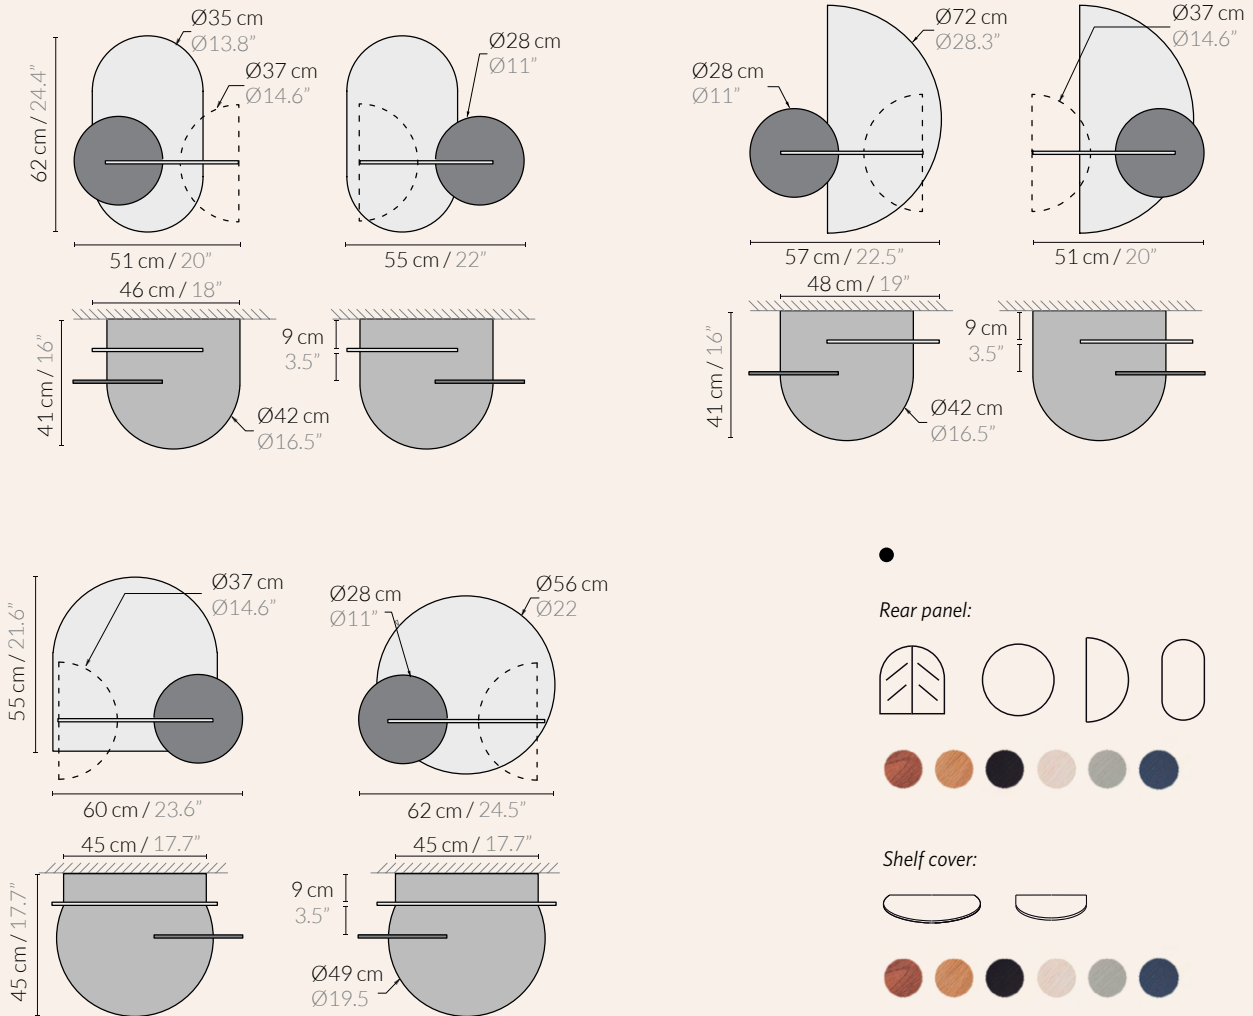 Ø35 cm
Ø13.8”
Ø37 cm
Ø14.6”
62 cm / 24.4”
51 cm / 20”
Ø28 cm
Ø11”
55 cm / 22”
46 cm / 18”
41 cm / 16”
Ø42 cm
Ø16.5”
9 cm
3.5”
Ø72 cm
Ø28.3”
Ø28 cm
Ø11”
57 cm / 22.5”
Ø37 cm
Ø14.6”
51 cm / 20”
48 cm / 19”
41 cm / 16”
Ø42 cm
Ø16.5”
9 cm
3.5”
Ø37 cm
Ø14.6”
55 cm / 21.6”
60 cm / 23.6”
Ø28 cm
Ø11”
Ø56 cm
Ø22
62 cm / 24.5”
45 cm / 17.7”
45 cm / 17.7”
45 cm / 17.7”
9 cm
3.5”
Ø49 cm
Ø19.5
Rear panel:
Shelf cover: